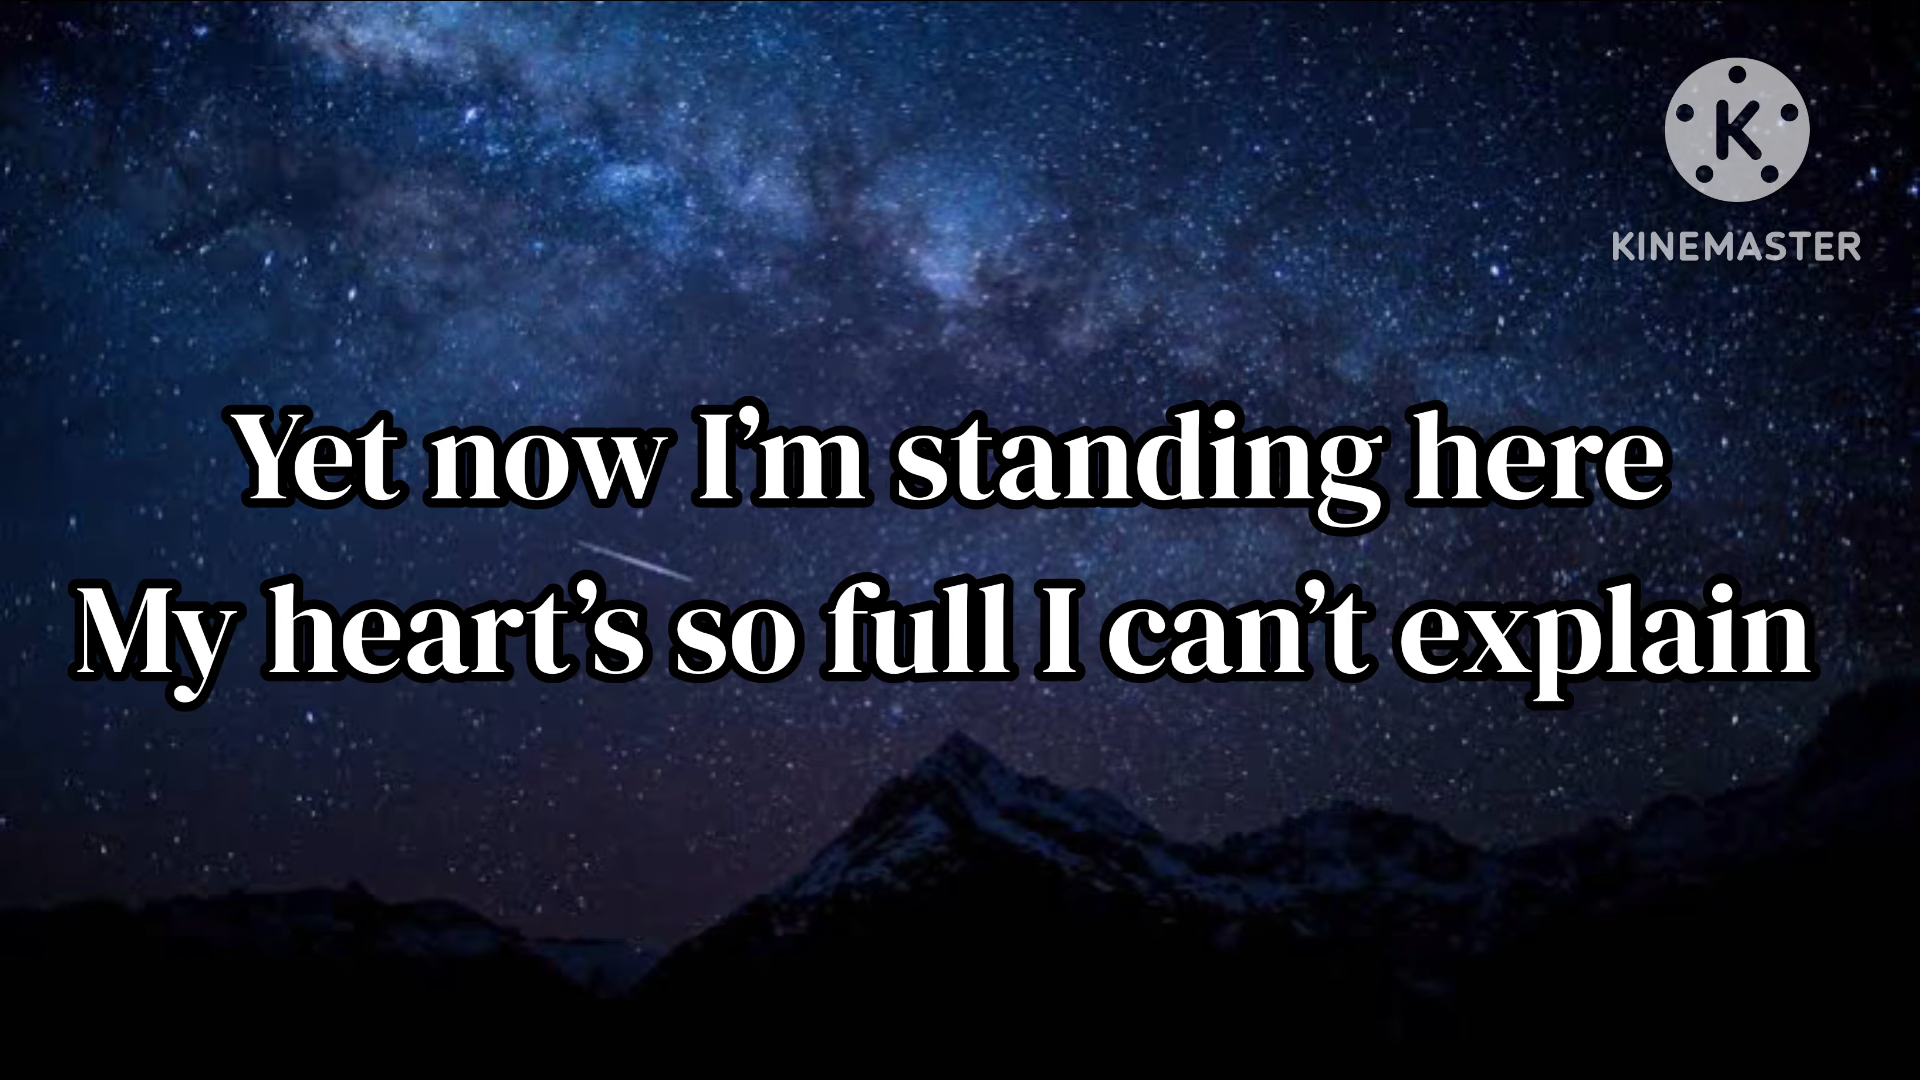 K
KINEMASTER
Yet now I’m standing here
My heart’s so full I can’t explain